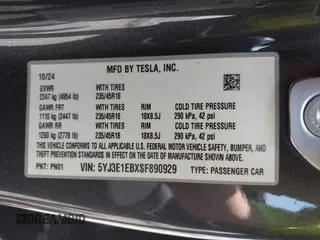 MFD BY TESLA, INC.
10/24
GVWR WITH TIRES
2247 kg (4954 LB) 235/45R18
GAWR FRT WITH TIRES RIM COLD TIRE PRESSURE
1110 kg (2447 LB) 235/45R18 18X8.5J 290 kPa, 42 psi
GAWR RR WITH TIRES RIM COLD TIRE PRESSURE
1260 kg (2778 LB) 235/45R18 18X8.5J 290 kPa, 42 psi
THIS VEHICLE CONFORMS TO ALL APPLICABLE FEDERAL MOTOR VEHICLE
SAFETY, BUMPER, AND THEFT PREVENTION STANDARDS IN
EFFECT ON THE DATE OF MANUFACTURE SHOWN ABOVE.
PNT: PN01 VIN: 5YJ3E1EBXSF890929 TYPE: PASSENGER CAR